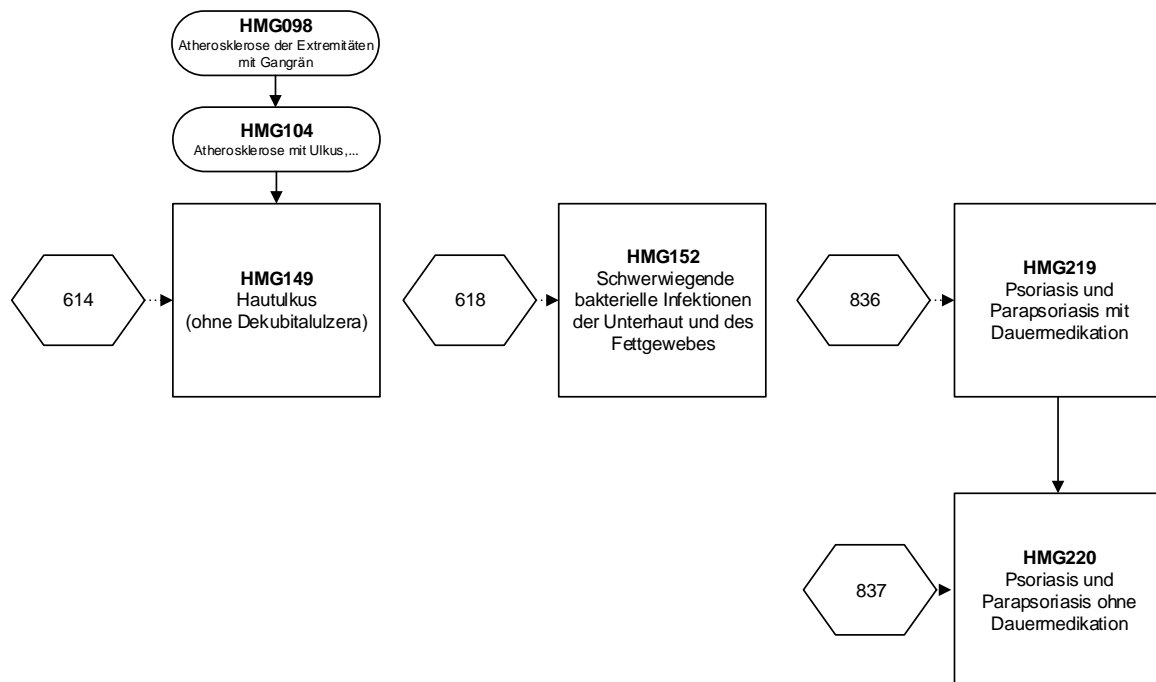 HMG098
Atherosklerose der Extremitäten
mit Gangrän
HMG104
Atherosklerose mit Ulkus,...
614
HMG149
Hautulkus
(ohne Dekubitalulzera)
618
HMG152
Schwerwiegende
bakterielle Infektionen
der Unterhaut und des
Fettgewebes
836
HMG219
Psoriasis und
Parapsoriasis mit
Dauermedikation
837
HMG220
Psoriasis und
Parapsoriasis ohne
Dauermedikation